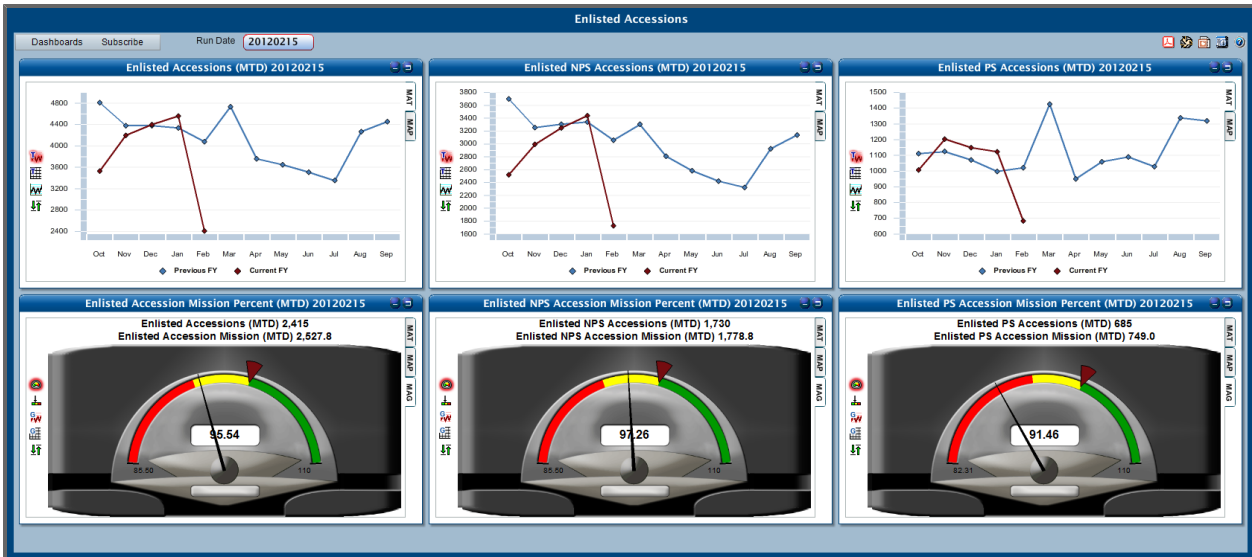 Enlisted Accessions
Dashboards Subscribe Run Date 20120215
Enlisted Accessions (MTD) 20120215
4800
4400
4000
3600
3200
2800
2400
Oct Nov Dec Jan Feb Mar Apr May Jun Jul Aug Sep
Previous FY Current FY
MAT
MAP
Enlisted NPS Accessions (MTD) 20120215
3800
3600
3400
3200
3000
2800
2600
2400
2200
2000
1800
1600
Oct Nov Dec Jan Feb Mar Apr May Jun Jul Aug Sep
Previous FY Current FY
MAT
MAP
Enlisted PS Accessions (MTD) 20120215
1500
1400
1300
1200
1100
1000
900
800
700
600
Oct Nov Dec Jan Feb Mar Apr May Jun Jul Aug Sep
Previous FY Current FY
MAT
MAP
Enlisted Accession Mission Percent (MTD) 20120215
Enlisted Accessions (MTD) 2,415
Enlisted Accession Mission (MTD) 2,527.8
95.54
85.50 110
MAT
MAP
MAG
Enlisted NPS Accession Mission Percent (MTD) 20120215
Enlisted NPS Accessions (MTD) 1,730
Enlisted NPS Accession Mission (MTD) 1,778.8
97.26
85.50 110
MAT
MAP
MAG
Enlisted PS Accession Mission Percent (MTD) 20120215
Enlisted PS Accessions (MTD) 685
Enlisted PS Accession Mission (MTD) 749.0
91.46
82.31 110
MAT
MAP
MAG